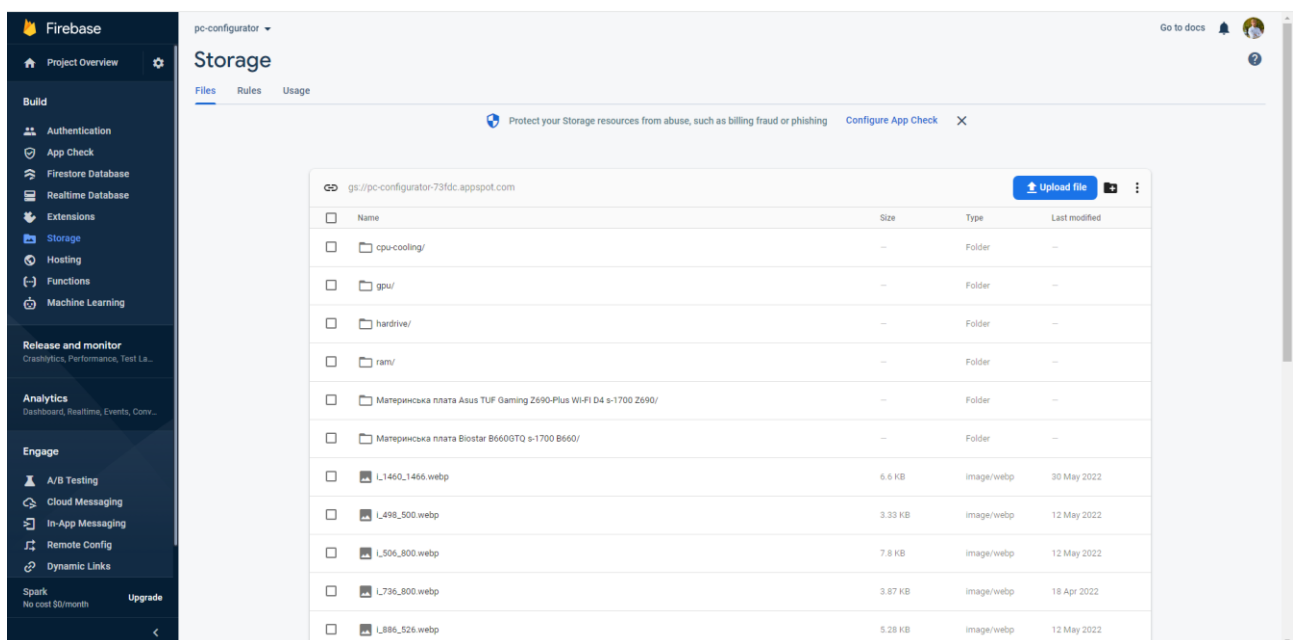 Firebase
Project Overview
Build
Authentication
App Check
Firestore Database
Realtime Database
Extensions
Storage
Hosting
Functions
Machine Learning
Release and monitor
Crashlytics, Performance, Test La...
Analytics
Dashboard, Realtime, Events, Conv...
Engage
A/B Testing
Cloud Messaging
In-App Messaging
Remote Config
Dynamic Links
Spark
No cost $0/month
Upgrade
pc-configurator
Go to docs
Storage
Files Rules Usage
Protect your Storage resources from abuse, such as billing fraud or phishing Configure App Check
gs://pc-configurator-73fdc.appspot.com Upload file
Name Size Type Last modified
cpu-cooling/ — Folder —
gpu/ — Folder —
hardrive/ — Folder —
ram/ — Folder —
Материнська плата Asus TUF Gaming Z690-Plus WI-FI D4 s-1700 Z690/ — Folder —
Материнська плата Biostar B660GTQ s-1700 B660/ — Folder —
i_1460_1466.webp 6.6 KB image/webp 30 May 2022
i_498_500.webp 3.33 KB image/webp 12 May 2022
i_506_800.webp 7.8 KB image/webp 12 May 2022
i_736_800.webp 3.87 KB image/webp 18 Apr 2022
i_886_526.webp 5.28 KB image/webp 12 May 2022